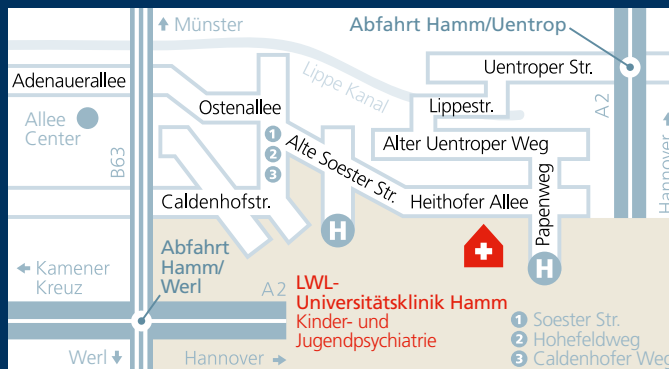 Münster
Abfahrt Hamm/Uentrop
Adenauerallee
Uentroper Str.
Lippe Kanal
Ostenallee
Lippestr.
A 2
Allee
Center
1
2
3
Alte Soester Str.
Alter Uentroper Weg
Hannover
B63
Caldenhofstr.
Heithofer Allee
Papenweg
H
H
Abfahrt
Hamm/
Werl
Kamener
Kreuz
A 2
LWL-
Universitätsklinik Hamm
Kinder- und
Jugendpsychiatrie
1 Soester Str.
2 Hohefeldweg
3 Caldenhofer Weg
Werl
Hannover